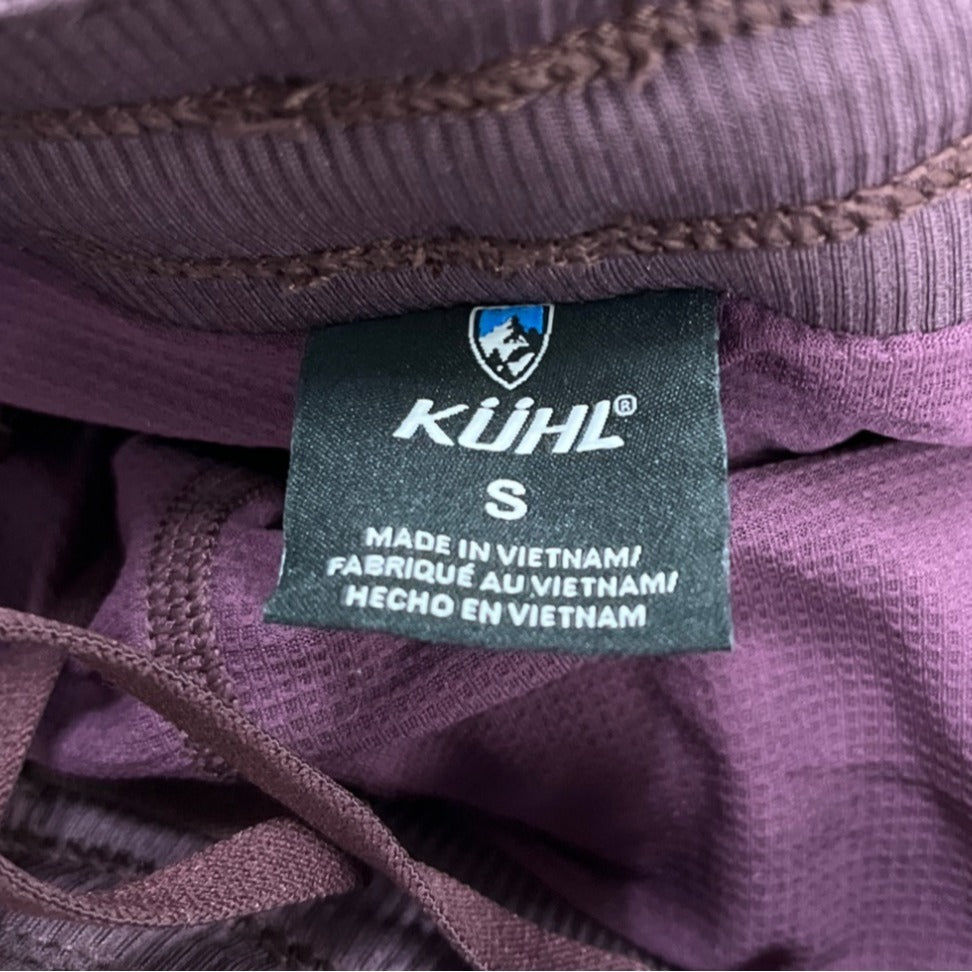 KÜHL®
S
MADE IN VIETNAM/
FABRIQUÉ AU VIETNAM/
HECHO EN VIETNAM